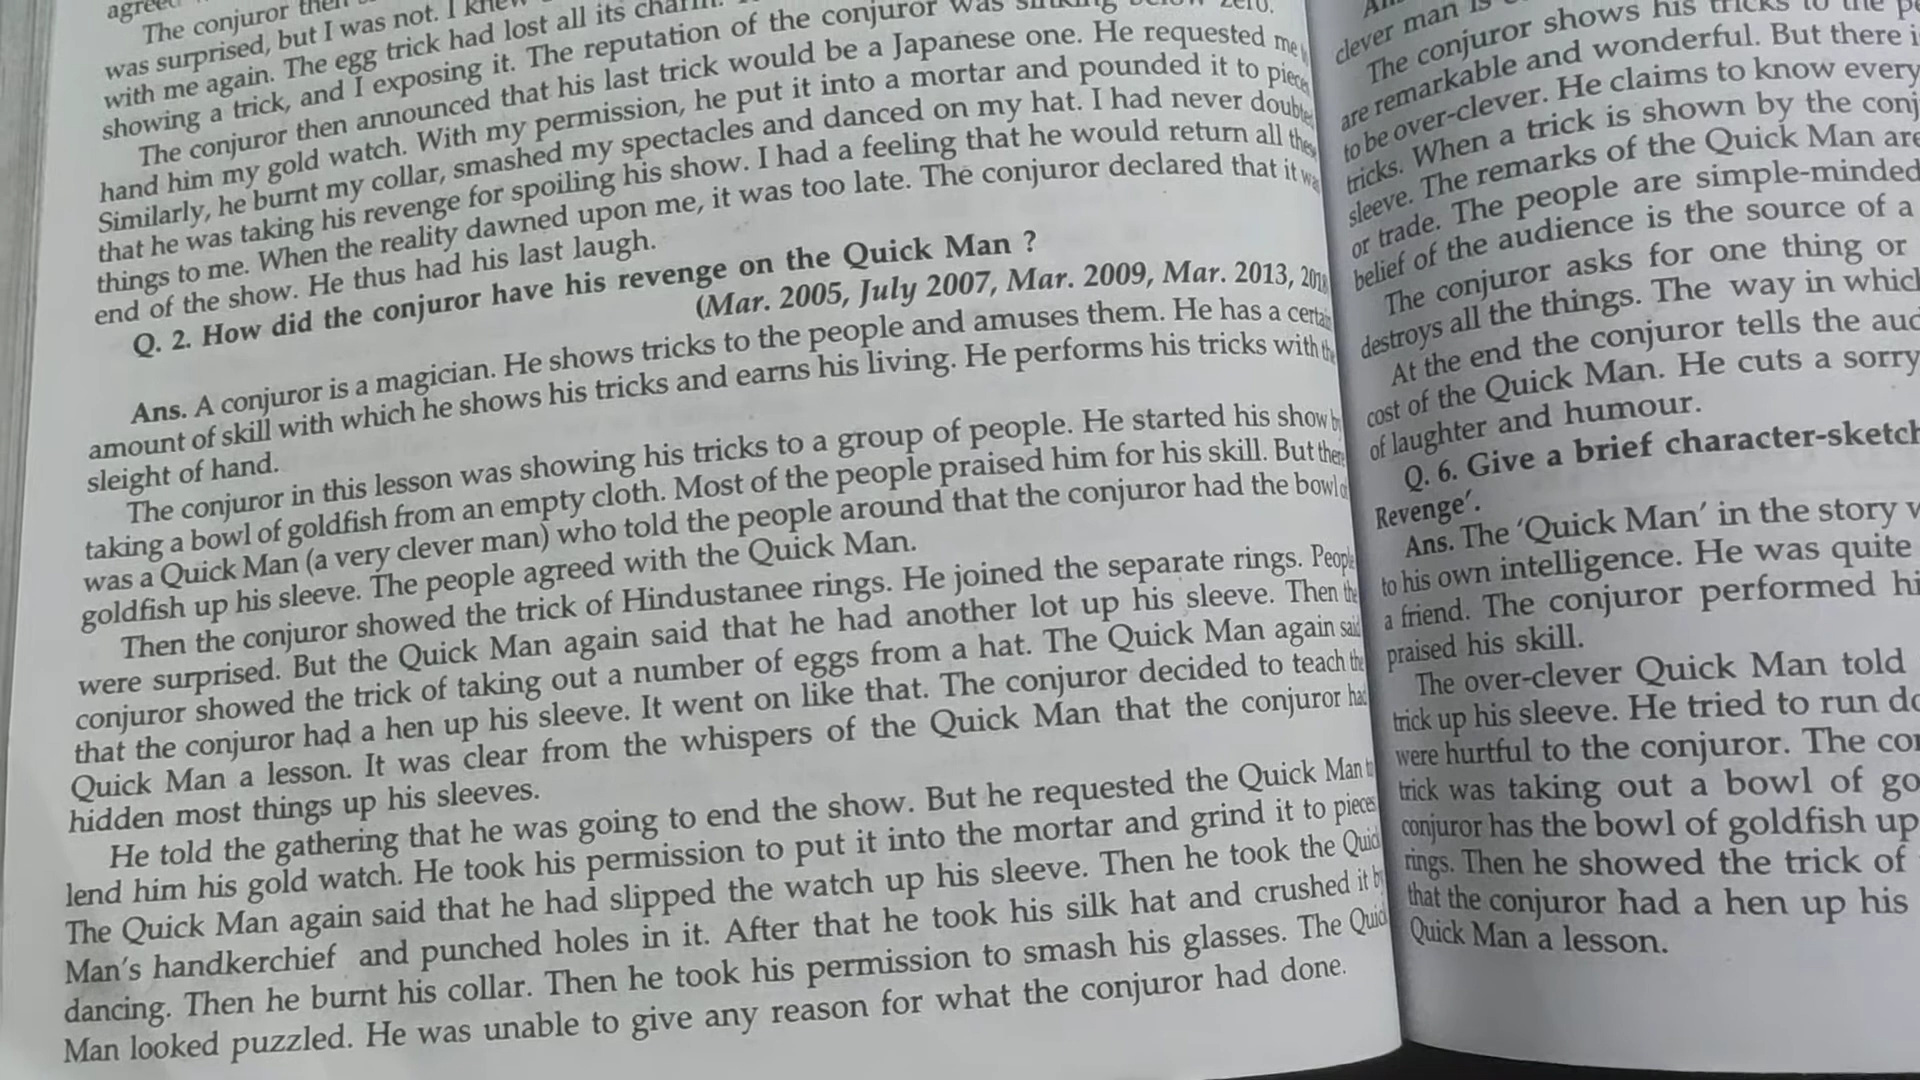 agree
The conjuror then
was surprised, but I was not. I knew
with me again. The egg trick had lost all its charm.
showing a trick, and I exposing it. The reputation of the conjuror was sinking below zero.
The conjuror then announced that his last trick would be a Japanese one. He requested me
hand him my gold watch. With my permission, he put it into a mortar and pounded it to pieces
Similarly, he burnt my collar, smashed my spectacles and danced on my hat. I had never doubted
that he was taking his revenge for spoiling his show. I had a feeling that he would return all these
things to me. When the reality dawned upon me, it was too late. The conjuror declared that it was
end of the show. He thus had his last laugh.
Q. 2. How did the conjuror have his revenge on the Quick Man ?
(Mar. 2005, July 2007, Mar. 2009, Mar. 2013, 2018
Ans. A conjuror is a magician. He shows tricks to the people and amuses them. He has a certain
amount of skill with which he shows his tricks and earns his living. He performs his tricks with the
sleight of hand.
The conjuror in this lesson was showing his tricks to a group of people. He started his show by
taking a bowl of goldfish from an empty cloth. Most of the people praised him for his skill. But there
was a Quick Man (a very clever man) who told the people around that the conjuror had the bowl of
goldfish up his sleeve. The people agreed with the Quick Man.
Then the conjuror showed the trick of Hindustanee rings. He joined the separate rings. People
were surprised. But the Quick Man again said that he had another lot up his sleeve. Then the
conjuror showed the trick of taking out a number of eggs from a hat. The Quick Man again said
that the conjuror had a hen up his sleeve. It went on like that. The conjuror decided to teach the
Quick Man a lesson. It was clear from the whispers of the Quick Man that the conjuror had
hidden most things up his sleeves.
He told the gathering that he was going to end the show. But he requested the Quick Man to
lend him his gold watch. He took his permission to put it into the mortar and grind it to pieces
The Quick Man again said that he had slipped the watch up his sleeve. Then he took the Quick
Man's handkerchief and punched holes in it. After that he took his silk hat and crushed it by
dancing. Then he burnt his collar. Then he took his permission to smash his glasses. The Quick
Man looked puzzled. He was unable to give any reason for what the conjuror had done.
clever man is
The conjuror shows his tricks to the
are remarkable and wonderful. But there
to be over-clever. He claims to know every
tricks. When a trick is shown by the conj
sleeve. The remarks of the Quick Man are
or trade. The people are simple-minded
belief of the audience is the source of a
The conjuror asks for one thing or
destroys all the things. The way in which
At the end the conjuror tells the aud
cost of the Quick Man. He cuts a sorry
of laughter and humour.
Q. 6. Give a brief character-sketch
Revenge'.
Ans. The 'Quick Man' in the story
to his own intelligence. He was quite
a friend. The conjuror performed hi
praised his skill.
The over-clever Quick Man told
trick up his sleeve. He tried to run do
were hurtful to the conjuror. The con
trick was taking out a bowl of go
conjuror has the bowl of goldfish up
rings. Then he showed the trick of
that the conjuror had a hen up his
Quick Man a lesson.